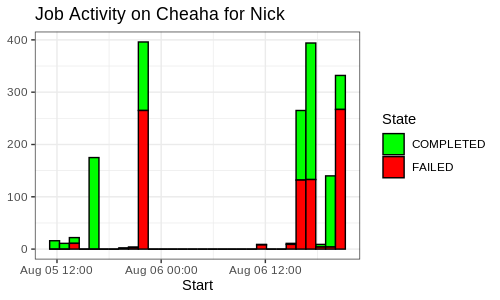 Job Activity on Cheaha for Nick
400
300
200
100
0
Aug 05 12:00
Aug 06 00:00
Aug 06 12:00
Start
State
COMPLETED
FAILED